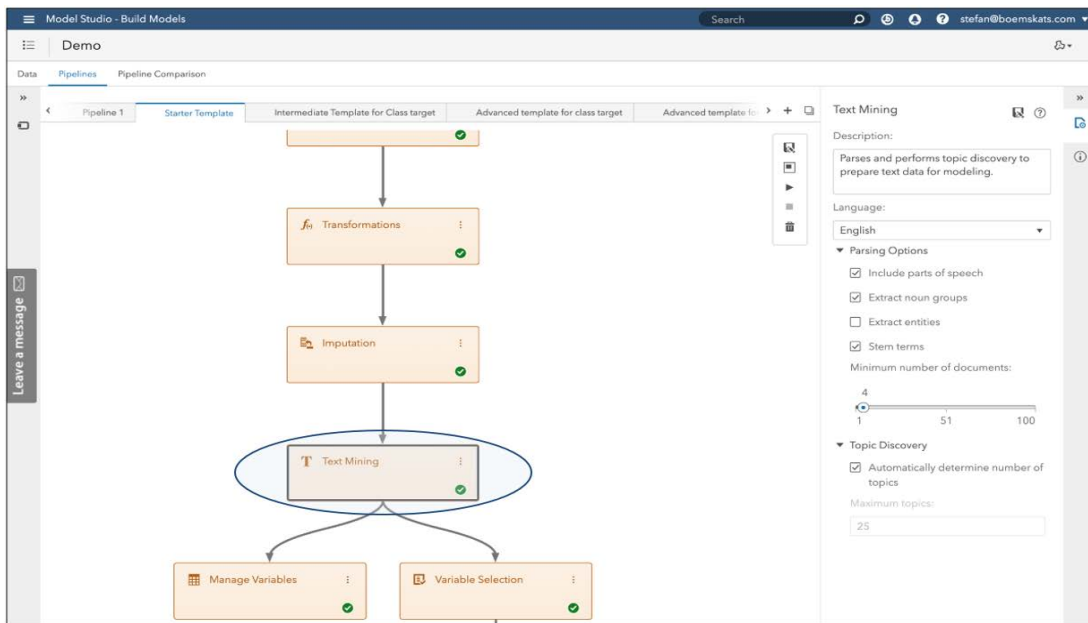 Model Studio - Build Models
Search
stefan@boemskats.com
Demo
Data
Pipelines
Pipeline Comparison
Pipeline 1
Starter Template
Intermediate Template for Class target
Advanced template for class target
Advanced template fo
Transformations
Imputation
T Text Mining
Manage Variables
Variable Selection
Leave a message
Text Mining
Description:
Parses and performs topic discovery to
prepare text data for modeling.
Language:
English
Parsing Options
Include parts of speech
Extract noun groups
Extract entities
Stem terms
Minimum number of documents:
4
1 51 100
Topic Discovery
Automatically determine number of
topics
Maximum topics:
25